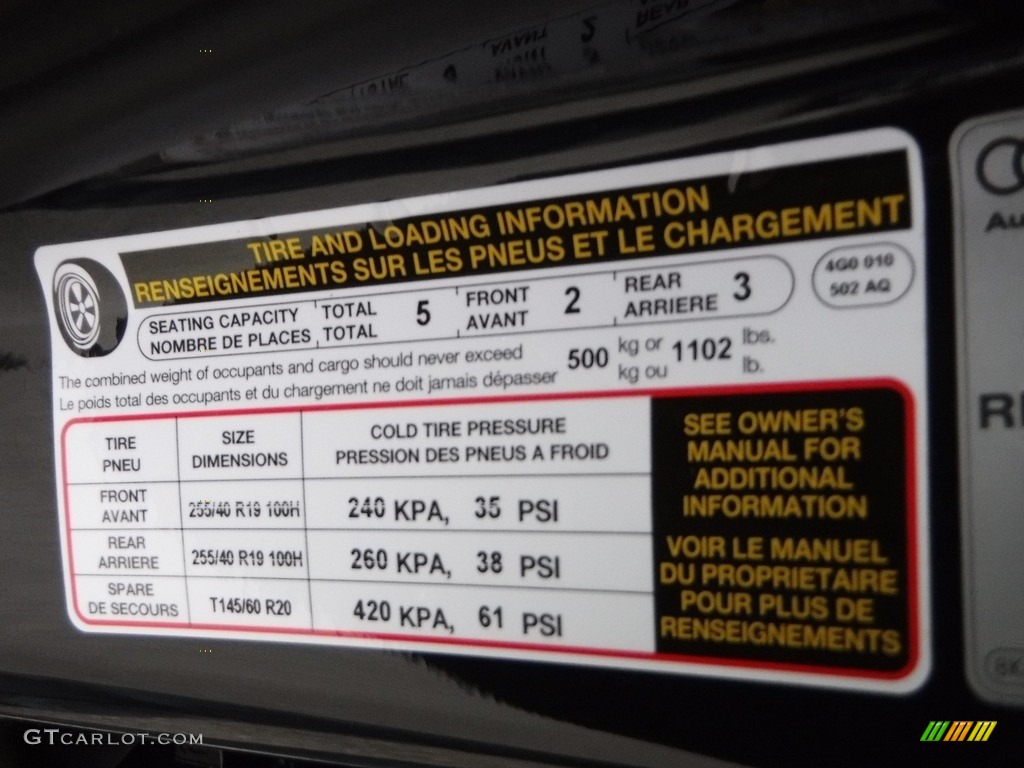 TIRE AND LOADING INFORMATION
RENSEIGNEMENTS SUR LES PNEUS ET LE CHARGEMENT
SEATING CAPACITY TOTAL 5 FRONT 2 REAR 3
NOMBRE DE PLACES TOTAL AVANT ARRIERE
4G0 010
502 AQ
The combined weight of occupants and cargo should never exceed 500 kg or 1102 lbs.
Le poids total des occupants et du chargement ne doit jamais dépasser kg ou lb.
TIRE SIZE COLD TIRE PRESSURE
PNEU DIMENSIONS PRESSION DES PNEUS A FROID
FRONT
AVANT 255/40 R19 100H 240 KPA, 35 PSI
REAR
ARRIERE 255/40 R19 100H 260 KPA, 38 PSI
SPARE
DE SECOURS T145/60 R20 420 KPA, 61 PSI
SEE OWNER'S
MANUAL FOR
ADDITIONAL
INFORMATION
VOIR LE MANUEL
DU PROPRIETAIRE
POUR PLUS DE
RENSEIGNEMENTS
GTCARLOT.COM